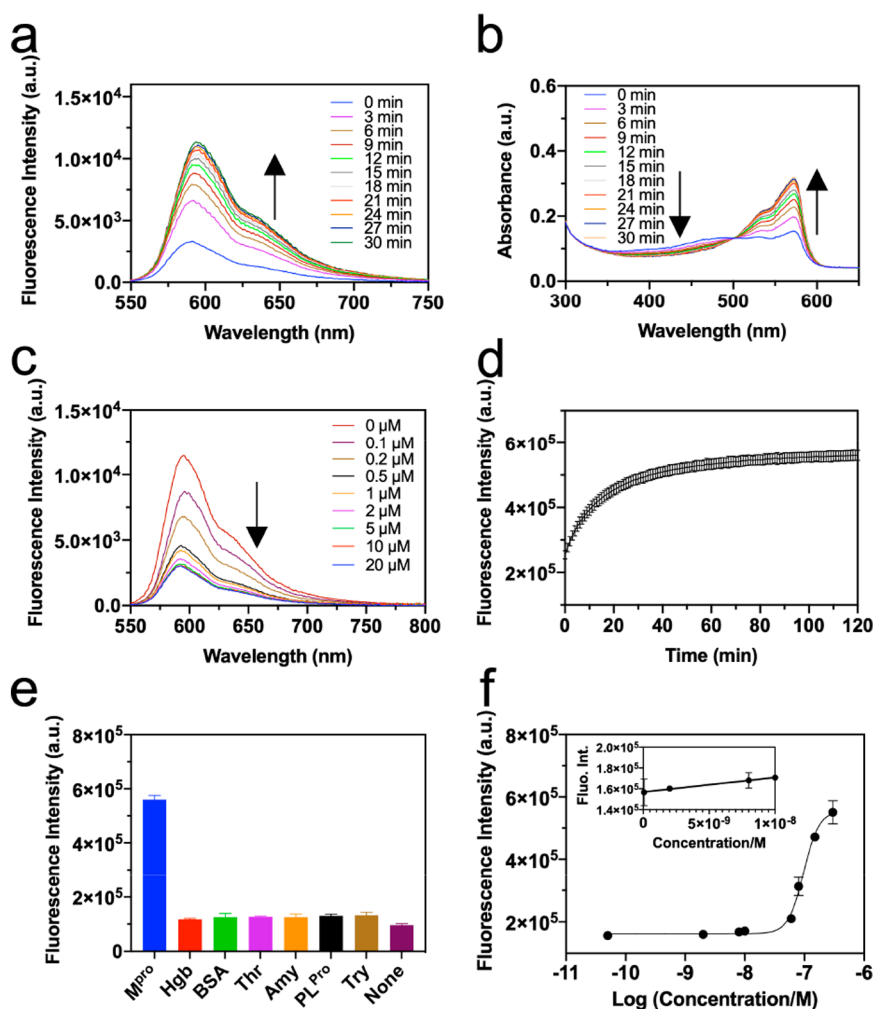 a
Fluorescence Intensity (a.u.)
1.5×10⁴
1.0×10⁴
5.0×10³
0.0
550 600 650 700 750
Wavelength (nm)
0 min
3 min
6 min
9 min
12 min
15 min
18 min
21 min
24 min
27 min
30 min
b
Absorbance (a.u.)
0.6
0.4
0.2
0.0
300 400 500 600
Wavelength (nm)
0 min
3 min
6 min
9 min
12 min
15 min
18 min
21 min
24 min
27 min
30 min
c
Fluorescence Intensity (a.u.)
1.5×10⁴
1.0×10⁴
5.0×10³
0.0
550 600 650 700 750 800
Wavelength (nm)
0 µM
0.1 µM
0.2 µM
0.5 µM
1 µM
2 µM
5 µM
10 µM
20 µM
d
Fluorescence Intensity (a.u.)
6×10⁵
4×10⁵
2×10⁵
0 20 40 60 80 100 120
Time (min)
e
Fluorescence Intensity (a.u.)
8×10⁵
6×10⁵
4×10⁵
2×10⁵
0
Mᵖʳᵒ Hgb BSA Thr Amy PLᴾʳᵒ Try None
f
Fluorescence Intensity (a.u.)
8×10⁵
6×10⁵
4×10⁵
2×10⁵
-11 -10 -9 -8 -7 -6
Log (Concentration/M)
Fluo. Int.
2.0×10⁵
1.8×10⁵
1.6×10⁵
1.4×10⁵
0 5×10⁻⁹ 1×10⁻⁸
Concentration/M